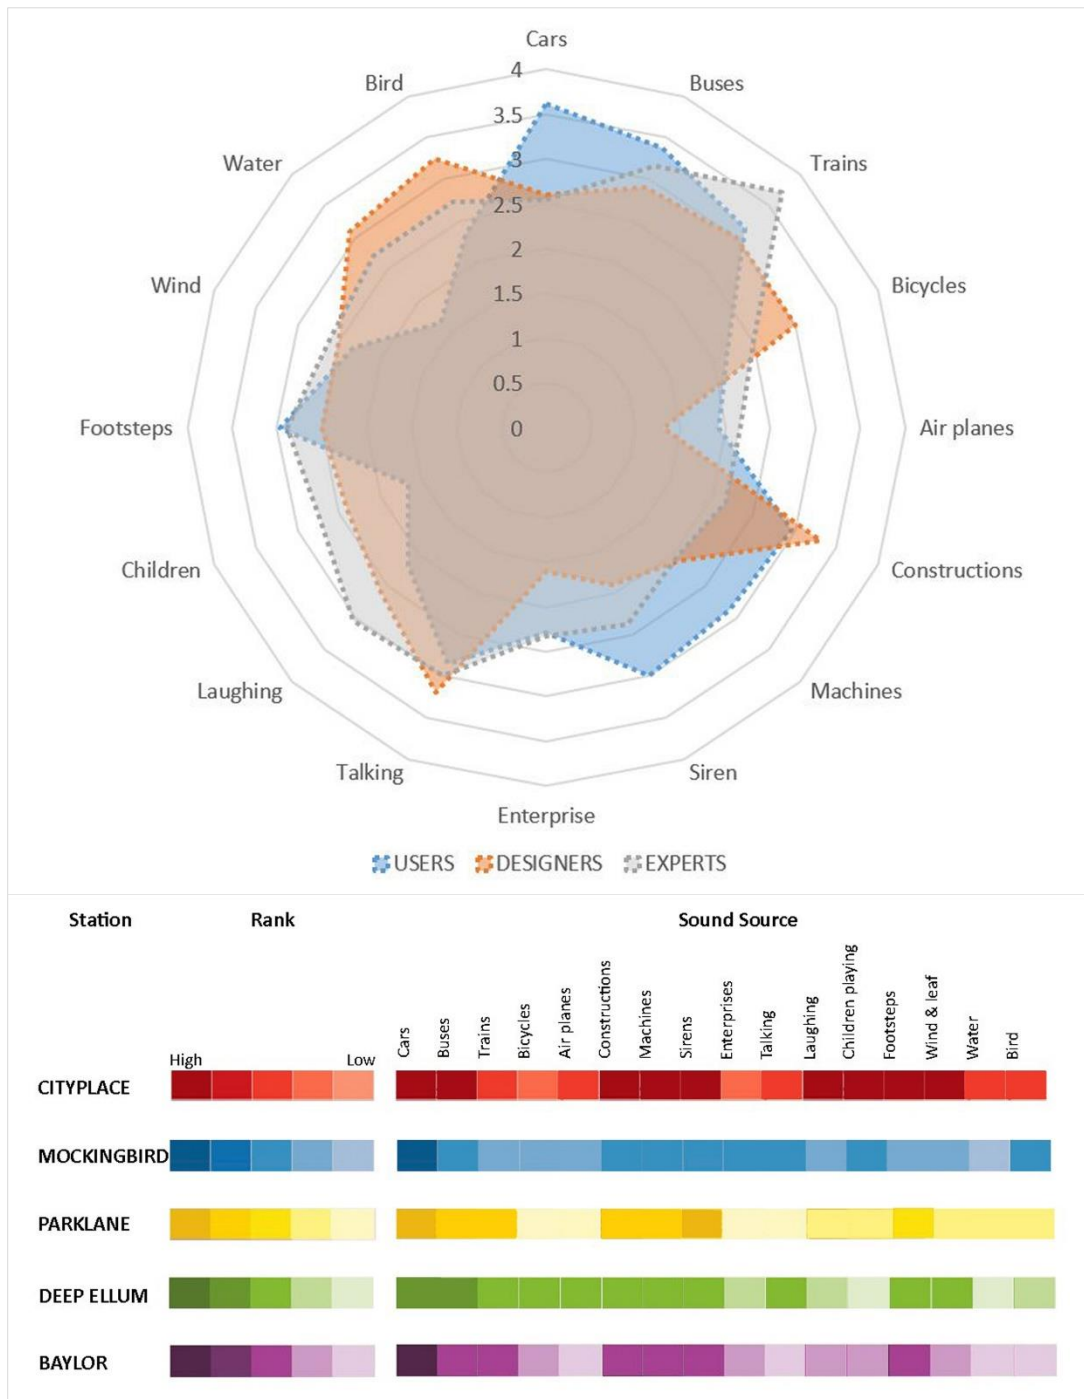 Cars
4
Bird
Buses
3.5
Water
3
Trains
2.5
2
Wind
1.5
Bicycles
1
0.5
Footsteps
0
Air planes
Children
Constructions
Laughing
Machines
Talking
Siren
Enterprise
USERS DESIGNERS EXPERTS
Station Rank Sound Source
High Low
Cars
Buses
Trains
Bicycles
Air planes
Constructions
Machines
Sirens
Enterprises
Talking
Laughing
Children playing
Footsteps
Wind & leaf
Water
Bird
CITYPLACE
MOCKINGBIRD
PARKLANE
DEEP ELLUM
BAYLOR